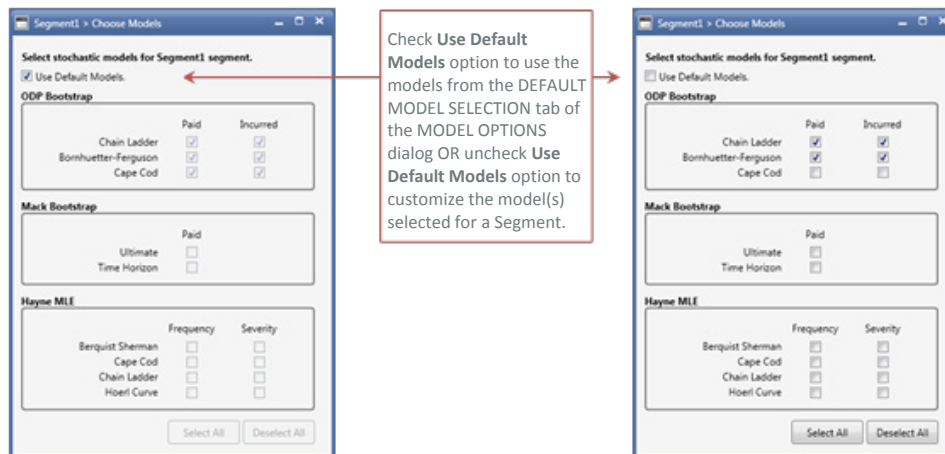 Segment1 > Choose Models
Select stochastic models for Segment1 segment.
Use Default Models.
ODP Bootstrap
Paid Incurred
Chain Ladder
Bornhuetter-Ferguson
Cape Cod
Mack Bootstrap
Paid
Ultimate
Time Horizon
Hayne MLE
Frequency Severity
Berquist Sherman
Cape Cod
Chain Ladder
Hoerl Curve
Select All Deselect All
Check Use Default
Models option to use the
models from the DEFAULT
MODEL SELECTION tab of
the MODEL OPTIONS
dialog OR uncheck Use
Default Models option to
customize the model(s)
selected for a Segment.
Segment1 > Choose Models
Select stochastic models for Segment1 segment.
Use Default Models.
ODP Bootstrap
Paid Incurred
Chain Ladder
Bornhuetter-Ferguson
Cape Cod
Mack Bootstrap
Paid
Ultimate
Time Horizon
Hayne MLE
Frequency Severity
Berquist Sherman
Cape Cod
Chain Ladder
Hoerl Curve
Select All Deselect All